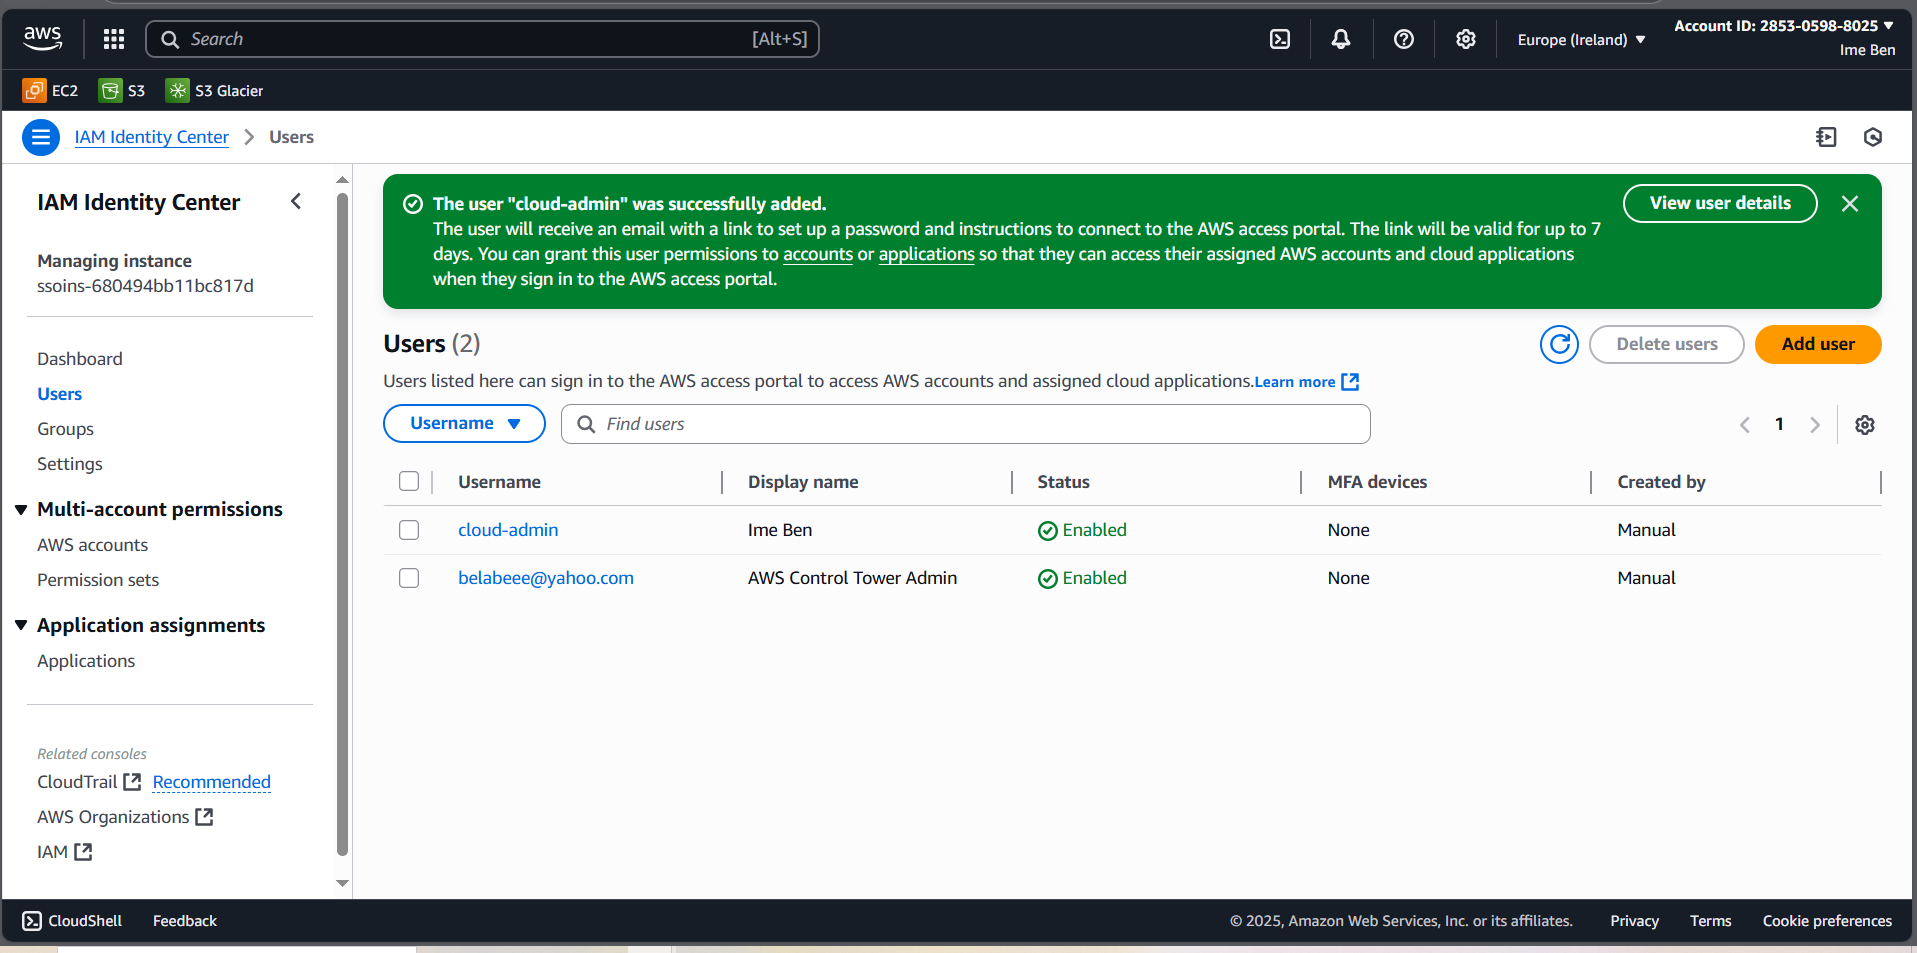 aws
Search
[Alt+S]
Europe (Ireland)
Account ID: 2853-0598-8025
Ime Ben
EC2
S3
S3 Glacier
IAM Identity Center
Users
IAM Identity Center
Managing instance
ssoins-680494bb11bc817d
Dashboard
Users
Groups
Settings
Multi-account permissions
AWS accounts
Permission sets
Application assignments
Applications
Related consoles
CloudTrail Recommended
AWS Organizations
IAM
The user "cloud-admin" was successfully added.
The user will receive an email with a link to set up a password and instructions to connect to the AWS access portal. The link will be valid for up to 7
days. You can grant this user permissions to accounts or applications so that they can access their assigned AWS accounts and cloud applications
when they sign in to the AWS access portal.
View user details
Users (2)
Delete users
Add user
Users listed here can sign in to the AWS access portal to access AWS accounts and assigned cloud applications.Learn more
Username
Find users
1
Username Display name Status MFA devices Created by
cloud-admin Ime Ben Enabled None Manual
belabeee@yahoo.com AWS Control Tower Admin Enabled None Manual
CloudShell
Feedback
© 2025, Amazon Web Services, Inc. or its affiliates.
Privacy
Terms
Cookie preferences